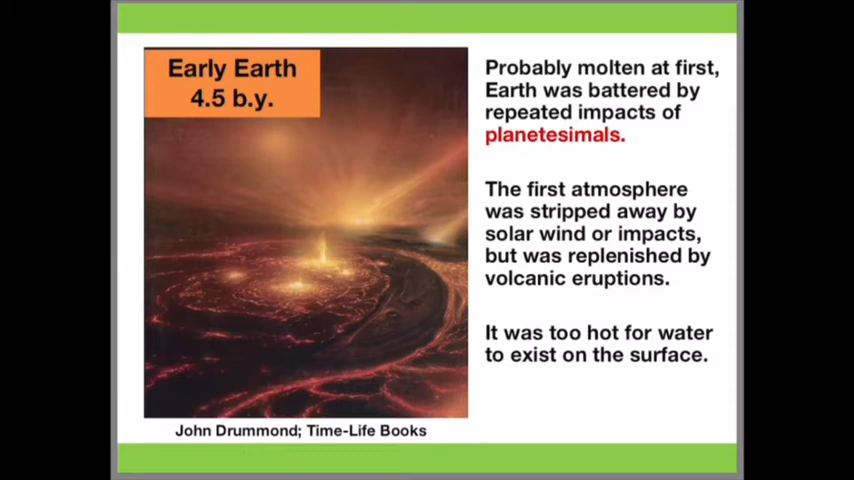 Early Earth
4.5 b.y.
Probably molten at first,
Earth was battered by
repeated impacts of
planetesimals.
The first atmosphere
was stripped away by
solar wind or impacts,
but was replenished by
volcanic eruptions.
It was too hot for water
to exist on the surface.
John Drummond; Time-Life Books